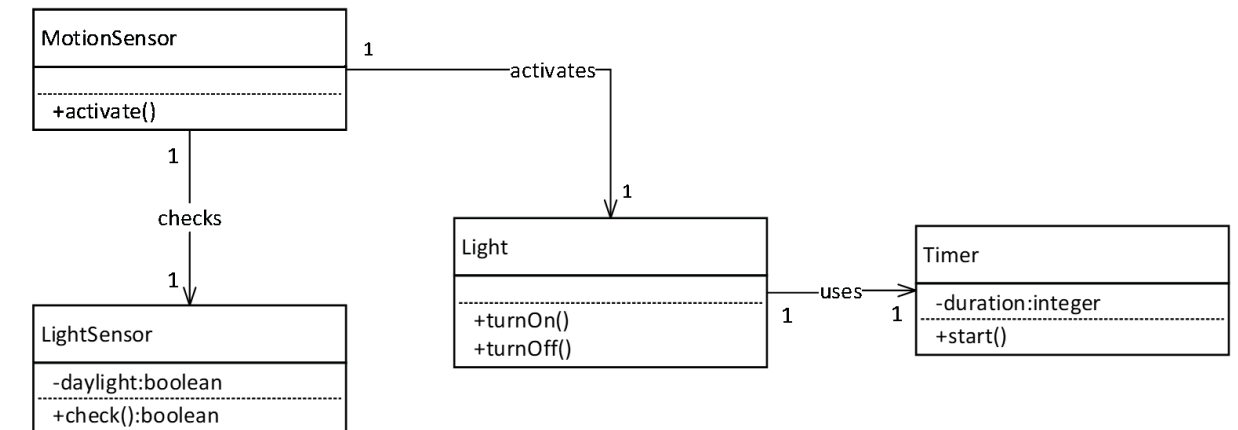 MotionSensor
+activate()
1
activates
1
1
checks
1
LightSensor
-daylight:boolean
+check():boolean
Light
+turnOn()
+turnOff()
1
uses
1
Timer
-duration:integer
+start()